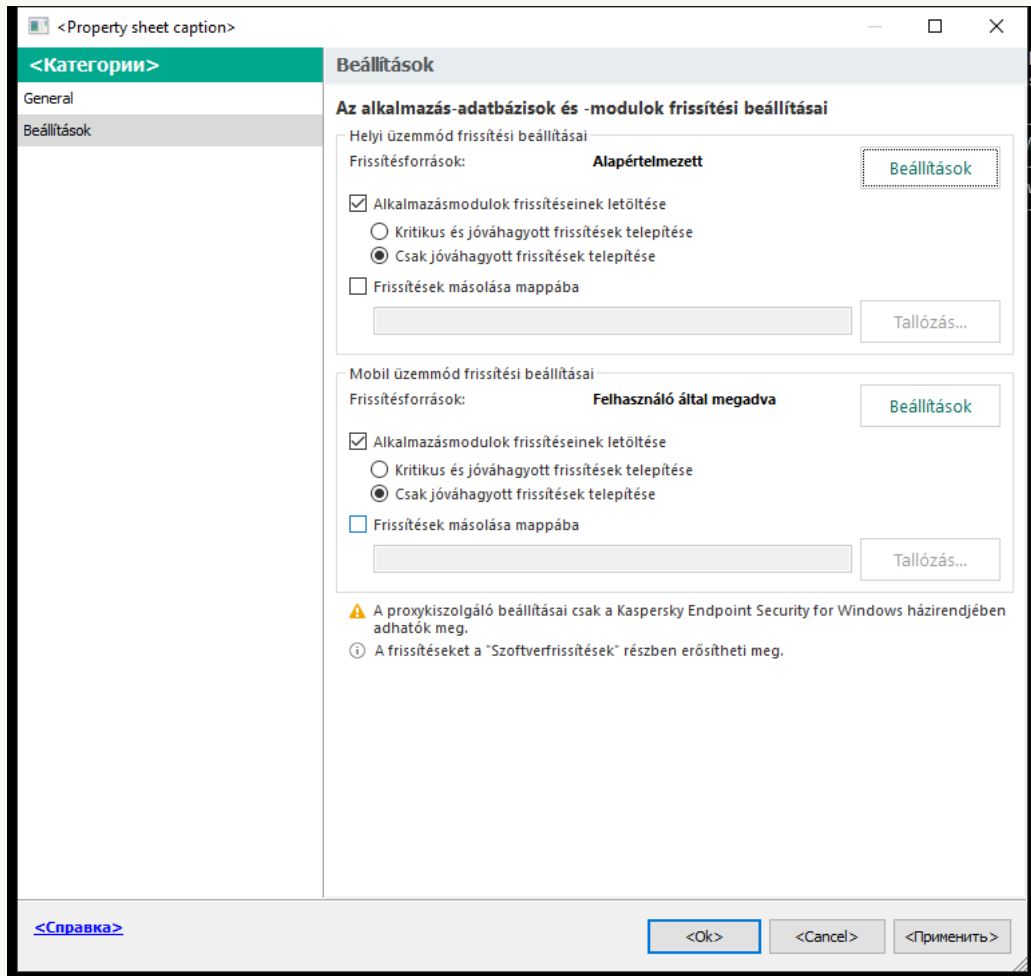 <Property sheet caption>
<Категории>
General
Beállítások
Beállítások
Az alkalmazás-adatbázisok és -modulok frissítési beállításai
Helyi üzemmód frissítési beállításai
Frissítésforrások: Alapértelmezett Beállítások
Alkalmazásmodulok frissítéseinek letöltése
Kritikus és jóváhagyott frissítések telepítése
Csak jóváhagyott frissítések telepítése
Frissítések másolása mappába
Tallózás...
Mobil üzemmód frissítési beállításai
Frissítésforrások: Felhasználó által megadva Beállítások
Alkalmazásmodulok frissítéseinek letöltése
Kritikus és jóváhagyott frissítések telepítése
Csak jóváhagyott frissítések telepítése
Frissítések másolása mappába
Tallózás...
A proxykiszolgáló beállításai csak a Kaspersky Endpoint Security for Windows házirendjében
adhatók meg.
A frissítéseket a "Szoftverfrissítések" részben erősítheti meg.
<Справка>
<Ok> <Cancel> <Применить>